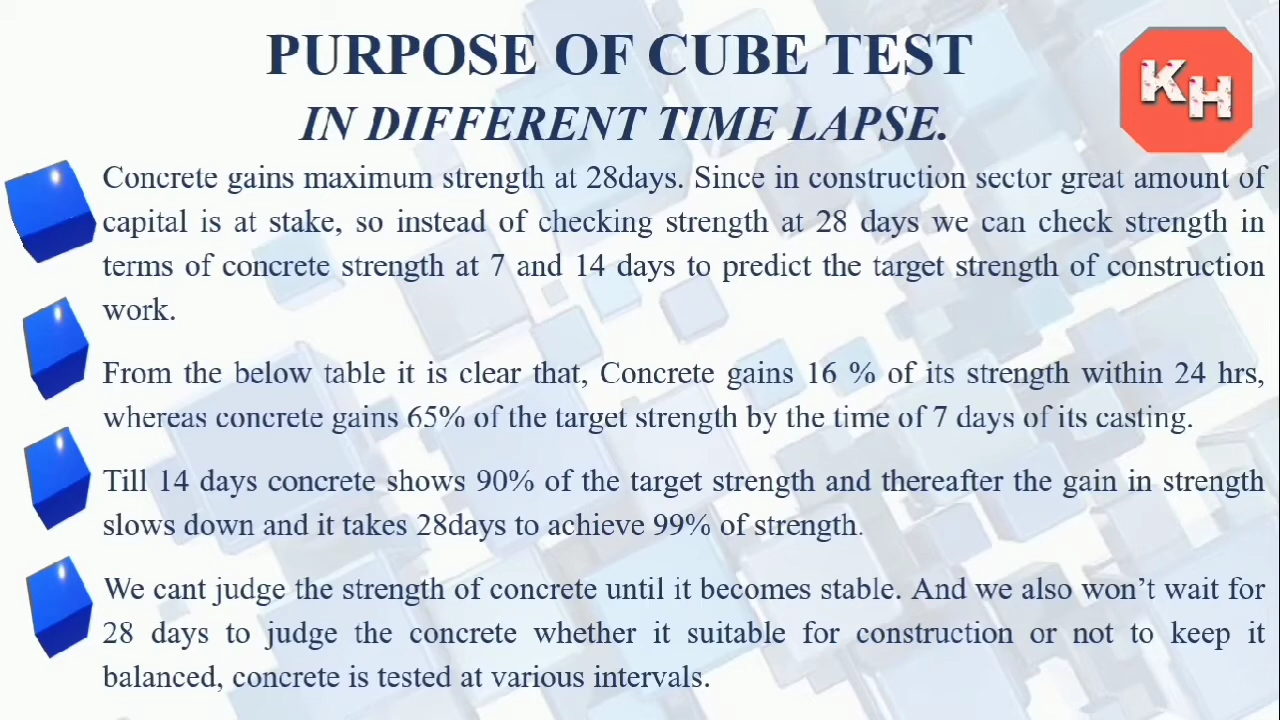 PURPOSE OF CUBE TEST
IN DIFFERENT TIME LAPSE.
KH
Concrete gains maximum strength at 28days. Since in construction sector great amount of
capital is at stake, so instead of checking strength at 28 days we can check strength in
terms of concrete strength at 7 and 14 days to predict the target strength of construction
work.
From the below table it is clear that, Concrete gains 16 % of its strength within 24 hrs,
whereas concrete gains 65% of the target strength by the time of 7 days of its casting.
Till 14 days concrete shows 90% of the target strength and thereafter the gain in strength
slows down and it takes 28days to achieve 99% of strength.
We cant judge the strength of concrete until it becomes stable. And we also won’t wait for
28 days to judge the concrete whether it suitable for construction or not to keep it
balanced, concrete is tested at various intervals.